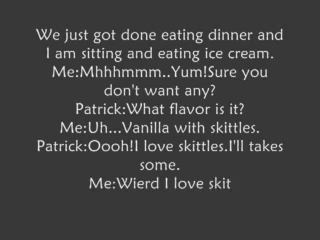 We just got done eating dinner and
I am sitting and eating ice cream.
Me:Mhhhmmm..Yum!Sure you
don't want any?
Patrick:What flavor is it?
Me:Uh...Vanilla with skittles.
Patrick:Oooh!I love skittles.I'll takes
some.
Me:Wierd I love skit